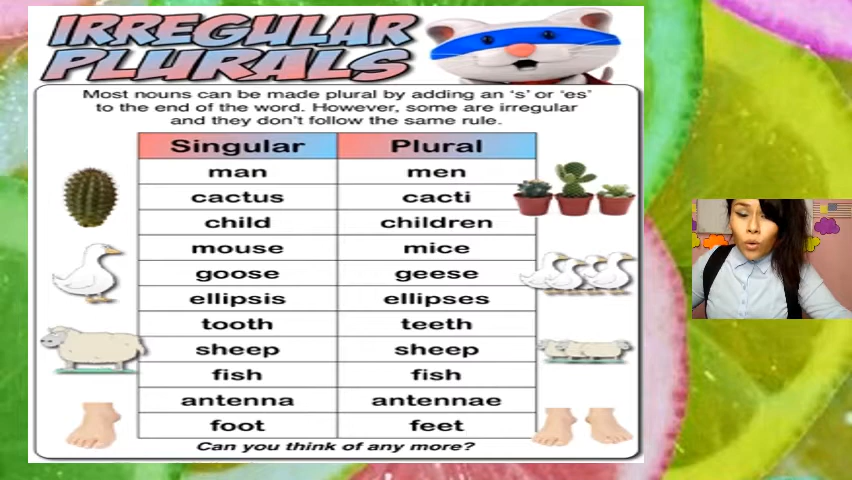 IRREGULAR
PLURALS
Most nouns can be made plural by adding an ‘s’ or ‘es’
to the end of the word. However, some are irregular
and they don’t follow the same rule.
Singular Plural
man men
cactus cacti
child children
mouse mice
goose geese
ellipsis ellipses
tooth teeth
sheep sheep
fish fish
antenna antennae
foot feet
Can you think of any more?